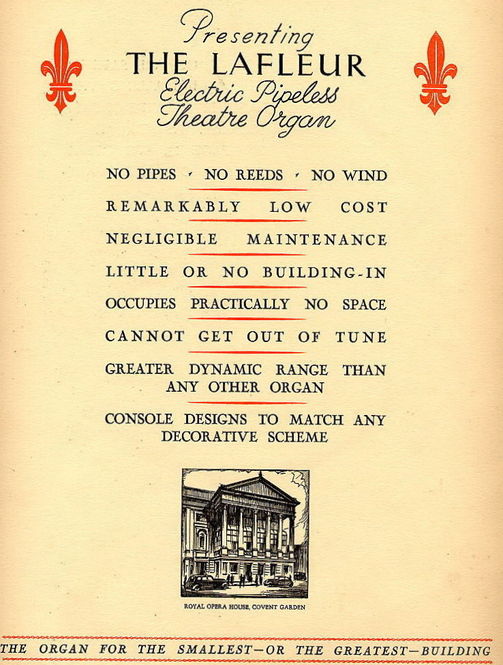 Presenting
THE LAFLEUR
Electric Pipeless
Theatre Organ
NO PIPES · NO REEDS · NO WIND
REMARKABLY LOW COST
NEGLIGIBLE MAINTENANCE
LITTLE OR NO BUILDING-IN
OCCUPIES PRACTICALLY NO SPACE
CANNOT GET OUT OF TUNE
GREATER DYNAMIC RANGE THAN
ANY OTHER ORGAN
CONSOLE DESIGNS TO MATCH ANY
DECORATIVE SCHEME
ROYAL OPERA HOUSE, COVENT GARDEN
THE ORGAN FOR THE SMALLEST—OR THE GREATEST—BUILDING